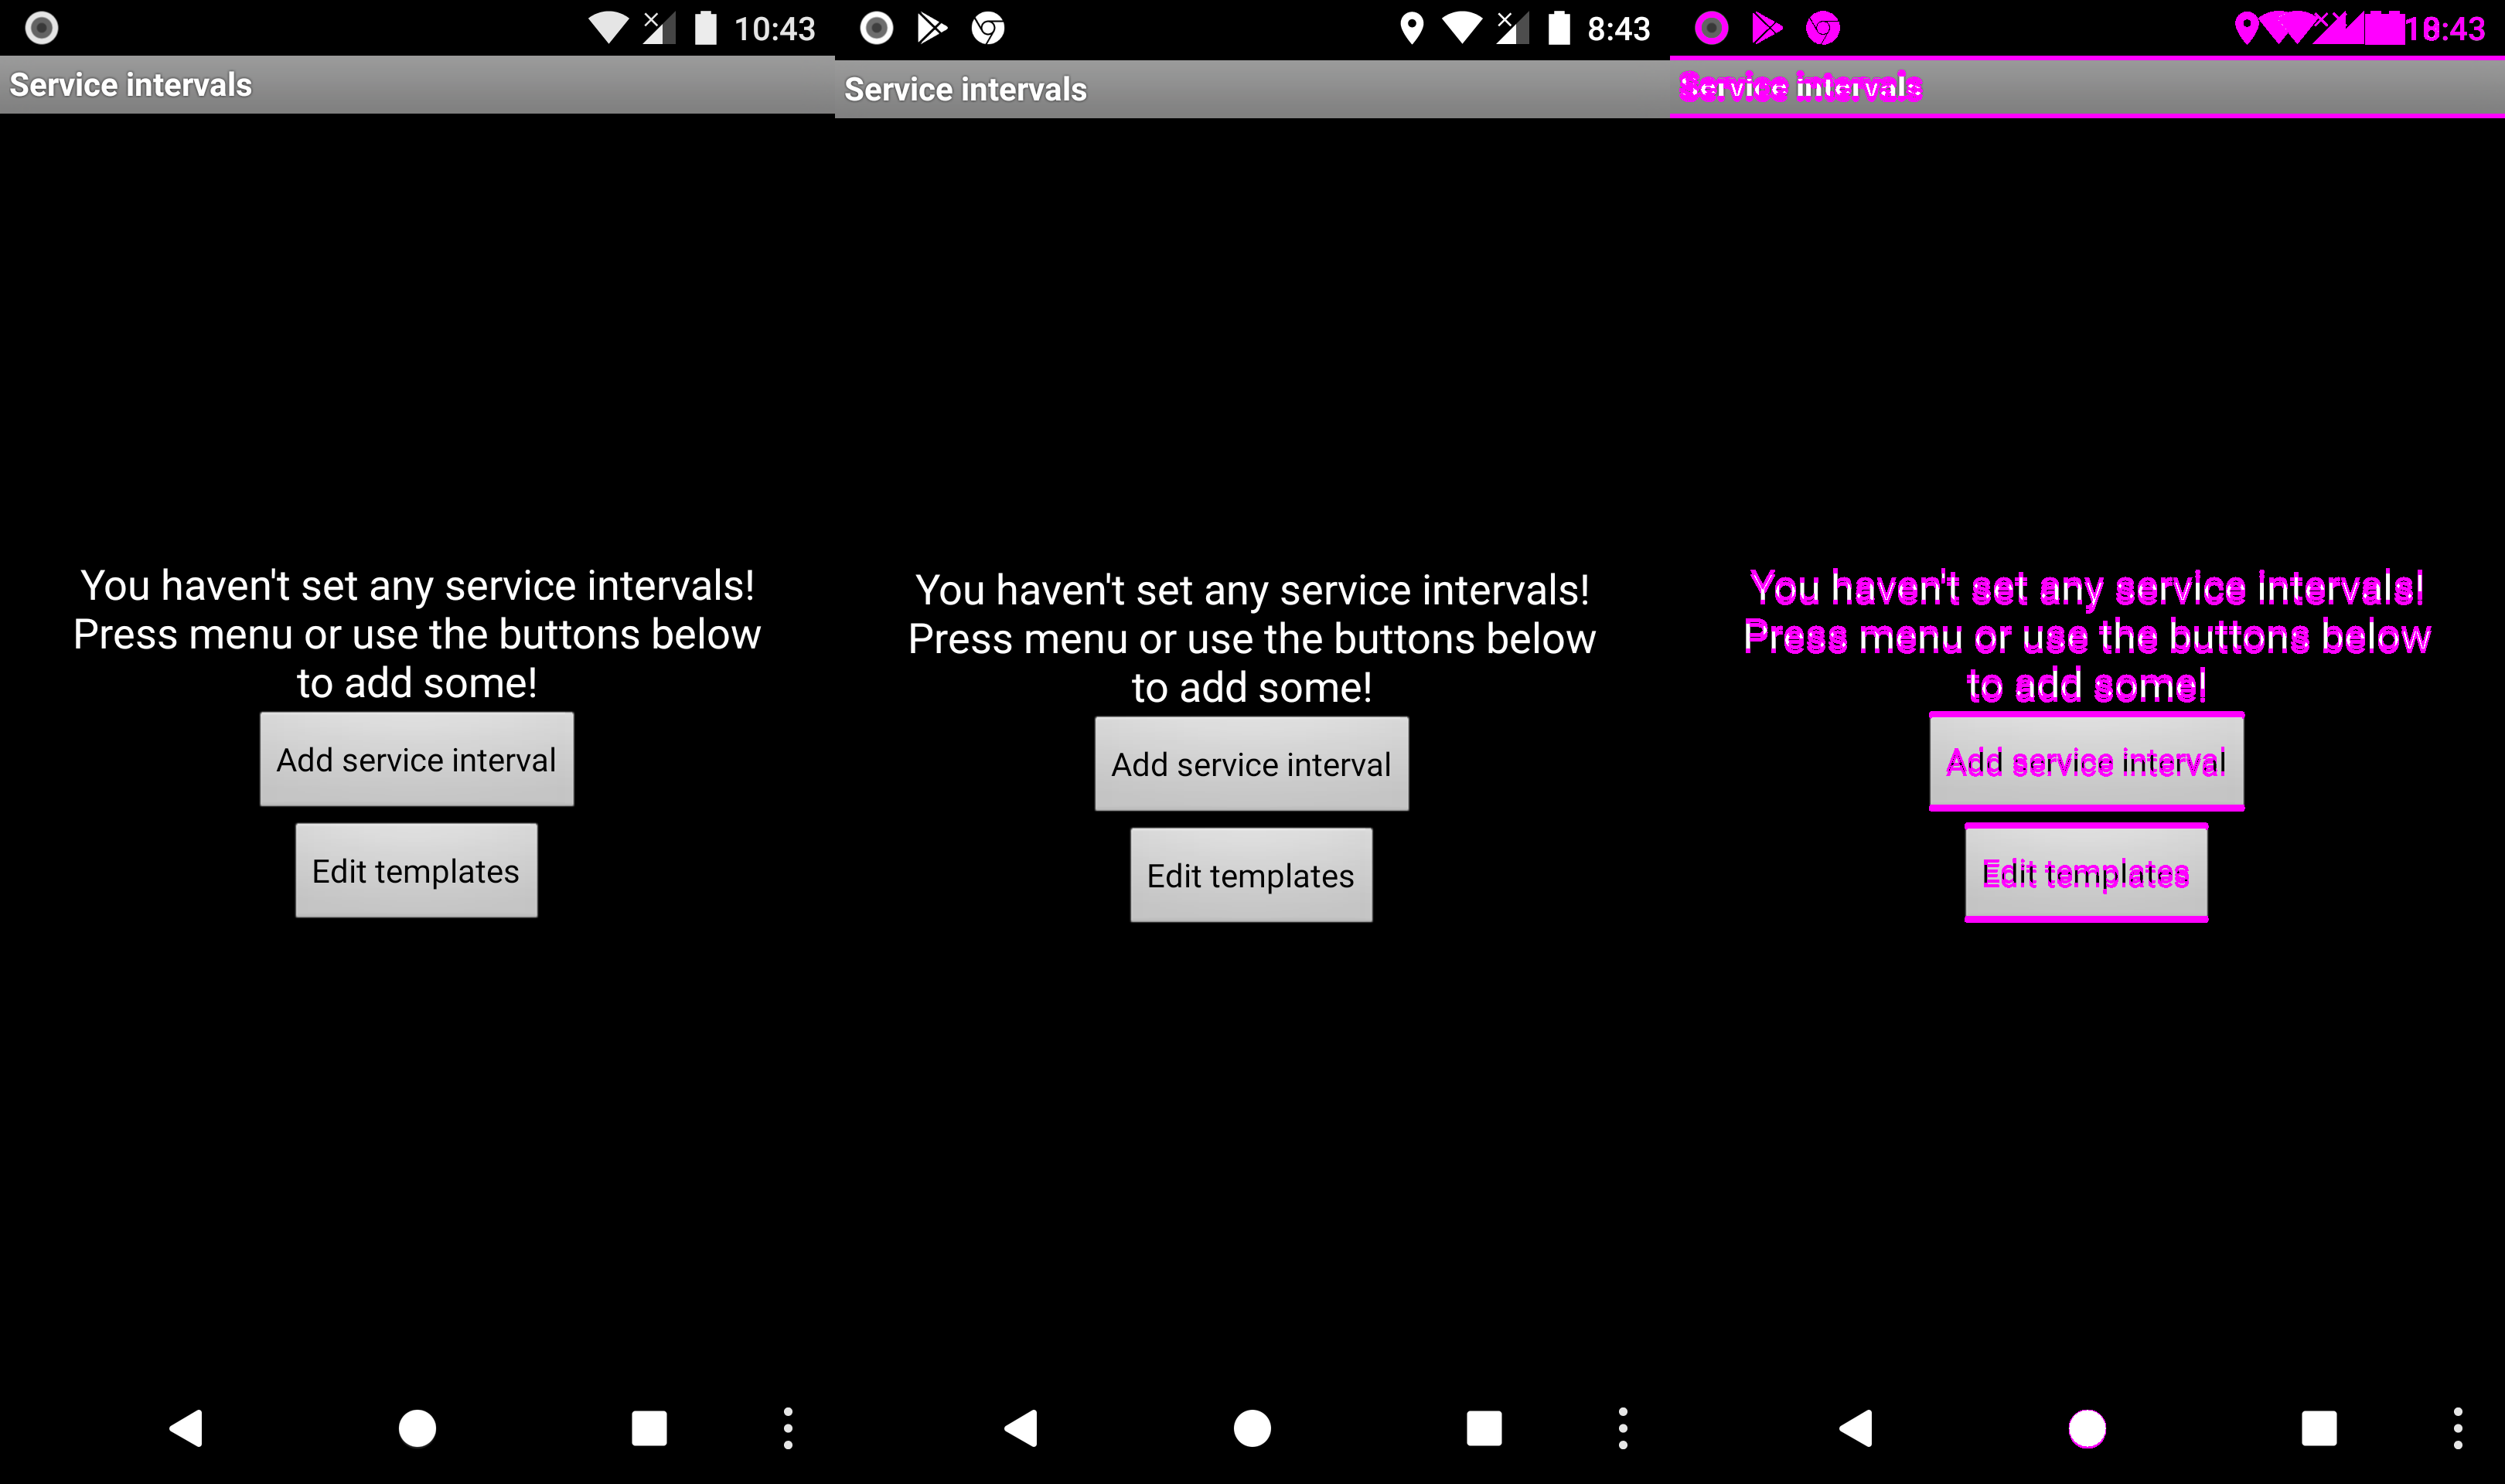 10:43
Service intervals
You haven't set any service intervals!
Press menu or use the buttons below
to add some!
Add service interval
Edit templates
8:43
Service intervals
You haven't set any service intervals!
Press menu or use the buttons below
to add some!
Add service interval
Edit templates
Service intervals
You haven't set any service intervals!
Press menu or use the buttons below
to add some!
Add service interval
Edit templates